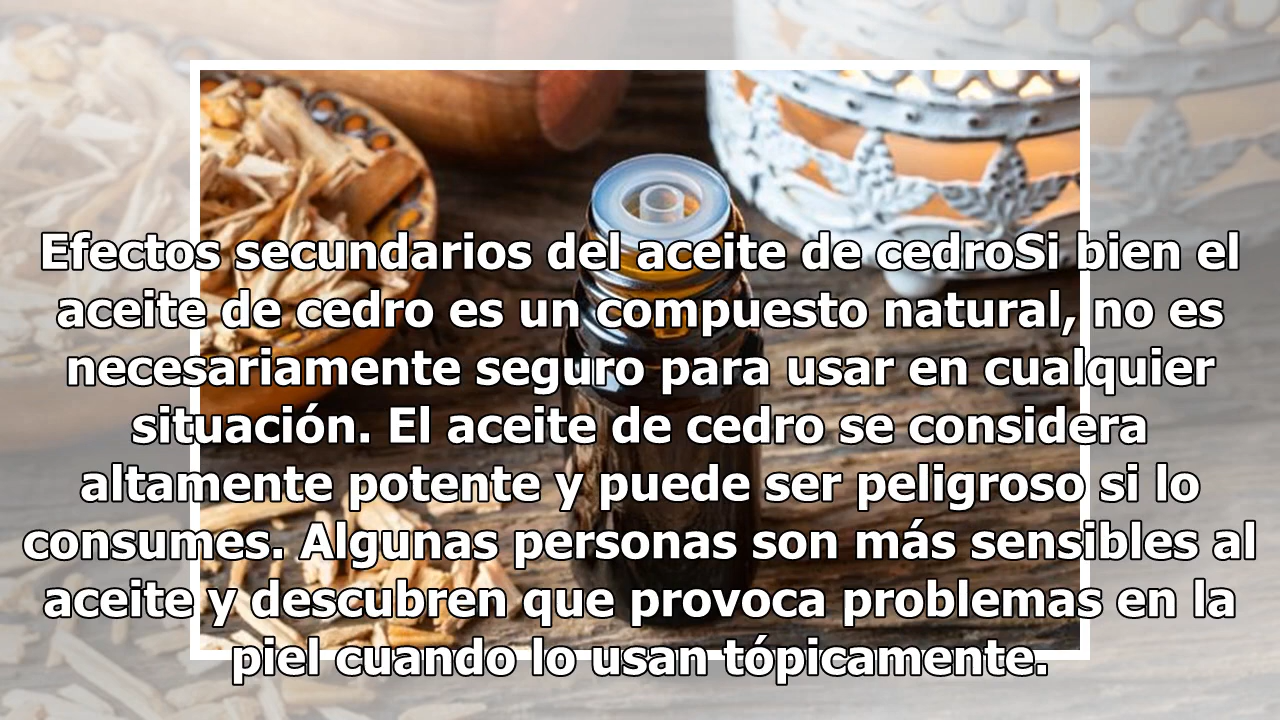 Efectos secundarios del aceite de cedroSi bien el
aceite de cedro es un compuesto natural, no es
necesariamente seguro para usar en cualquier
situación. El aceite de cedro se considera
altamente potente y puede ser peligroso si lo
consumes. Algunas personas son más sensibles al
aceite y descubren que provoca problemas en la
piel cuando lo usan tópicamente.